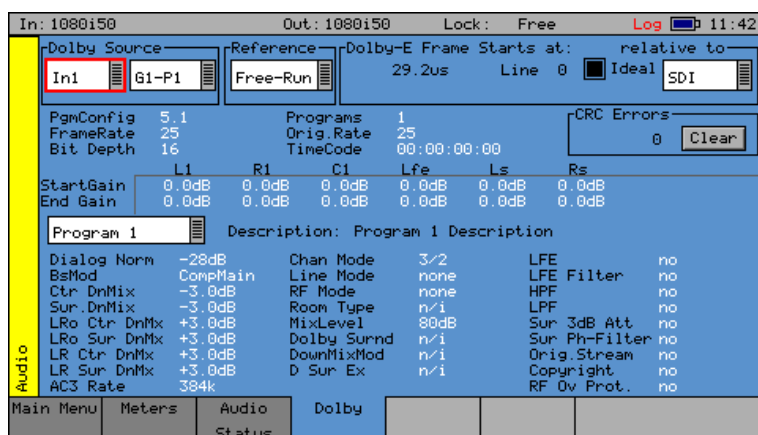 In: 1080i50 Out: 1080i50 Lock: Free Log 11:42
Dolby Source Reference Dolby-E Frame Starts at: relative to
In1 G1-P1 Free-Run 29.2us Line 0 Ideal SDI
PgmConfig 5.1 Programs 1 CRC Errors
FrameRate 25 Orig.Rate 25 0 Clear
Bit Depth 16 TimeCode 00:00:00:00
L1 R1 C1 Lfe Ls Rs
StartGain 0.0dB 0.0dB 0.0dB 0.0dB 0.0dB 0.0dB
End Gain 0.0dB 0.0dB 0.0dB 0.0dB 0.0dB 0.0dB
Program 1 Description: Program 1 Description
Dialog Norm -28dB Chan Mode 3/2 LFE no
BsMod CompMain Line Mode none LFE Filter no
Ctr DnMix -3.0dB RF Mode none HPF no
Sur.DnMix -3.0dB Room Type n/i LPF no
LRo Ctr DnMx +3.0dB MixLevel 80dB Sur 3dB Att no
LRo Sur DnMx +3.0dB Dolby Surnd n/i Sur Ph-Filter no
LR Ctr DnMx +3.0dB DownMixMod n/i Orig.Stream no
LR Sur DnMx +3.0dB D Sur Ex n/i Copyright no
AC3 Rate 384k RF Ov Prot. no
Audio
Main Menu Meters Audio Status Dolby